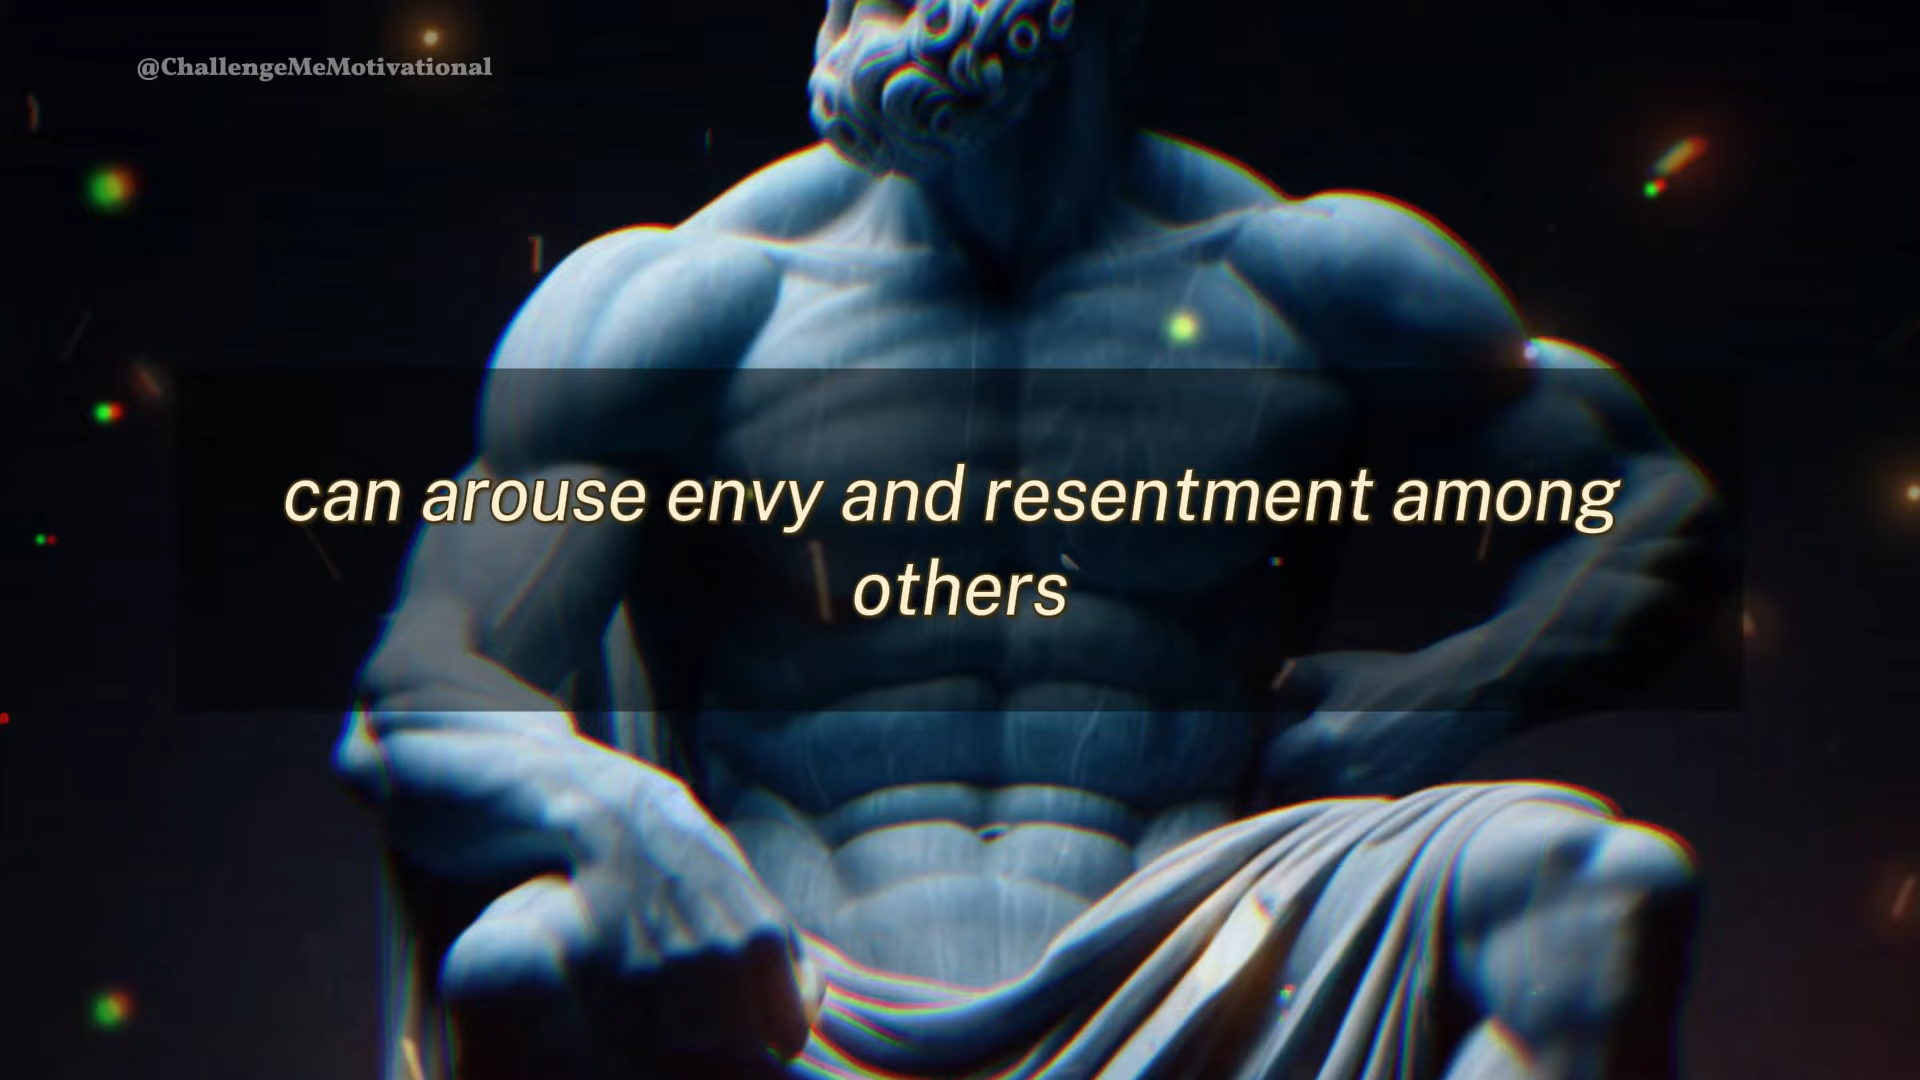 @ChallengeMeMotivational
can arouse envy and resentment among
others